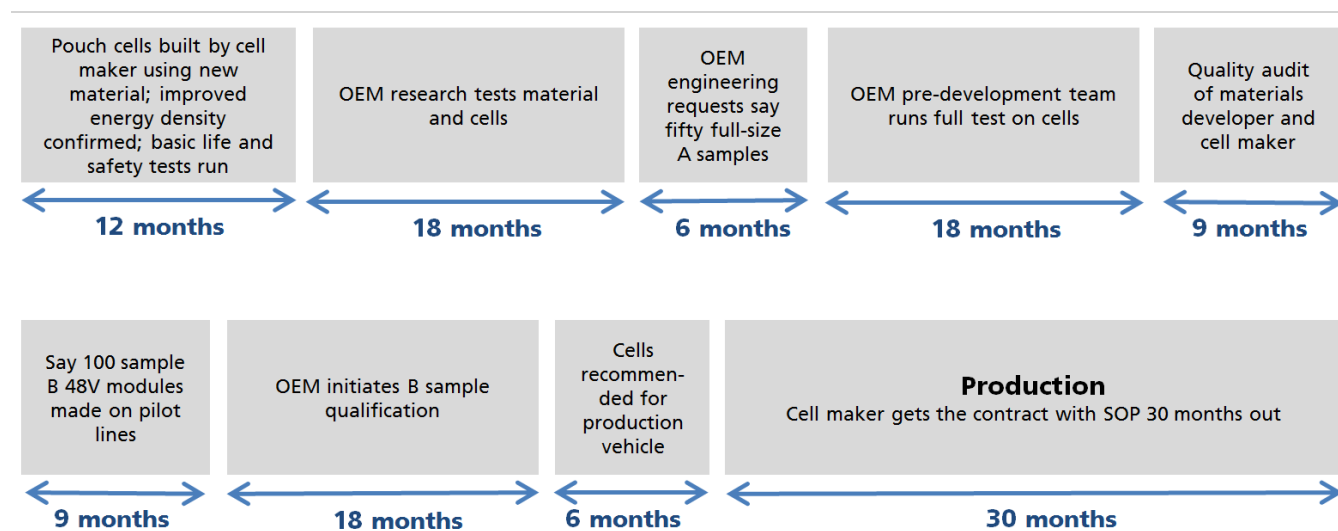 Pouch cells built by cell
maker using new
material; improved
energy density
confirmed; basic life and
safety tests run
12 months
OEM research tests material
and cells
18 months
OEM
engineering
requests say
fifty full-size
A samples
6 months
OEM pre-development team
runs full test on cells
18 months
Quality audit
of materials
developer and
cell maker
9 months
Say 100 sample
B 48V modules
made on pilot
lines
9 months
OEM initiates B sample
qualification
18 months
Cells
recommen-
ded for
production
vehicle
6 months
Production
Cell maker gets the contract with SOP 30 months out
30 months